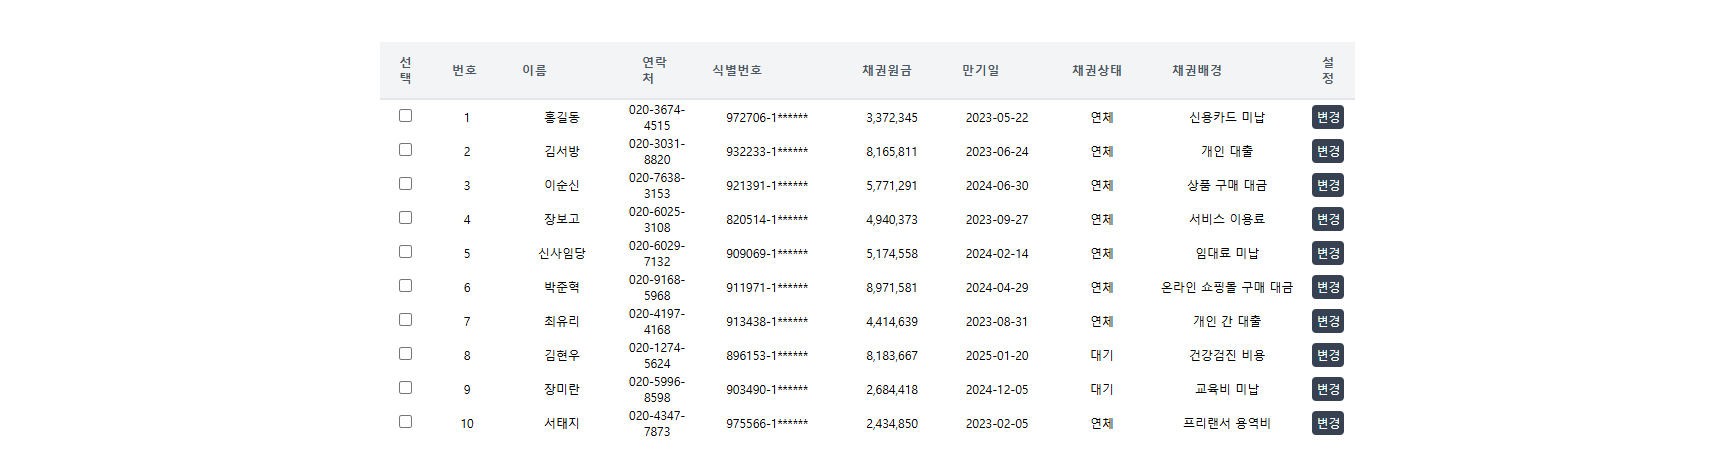 선택 번호 이름 연락처 식별번호 채권원금 만기일 채권상태 채권배경 설정
1 홍길동 020-3674-4515 972706-1****** 3,372,345 2023-05-22 연체 신용카드 미납 변경
2 김서방 020-3031-8820 932233-1****** 8,165,811 2023-06-24 연체 개인 대출 변경
3 이순신 020-7638-3153 921391-1****** 5,771,291 2024-06-30 연체 상품 구매 대금 변경
4 장보고 020-6025-3108 820514-1****** 4,940,373 2023-09-27 연체 서비스 이용료 변경
5 신사임당 020-6029-7132 909069-1****** 5,174,558 2024-02-14 연체 임대료 미납 변경
6 박준혁 020-9168-5968 911971-1****** 8,971,581 2024-04-29 연체 온라인 쇼핑몰 구매 대금 변경
7 최유리 020-4197-4168 913438-1****** 4,414,639 2023-08-31 연체 개인 간 대출 변경
8 김현우 020-1274-5624 896153-1****** 8,183,667 2025-01-20 대기 건강검진 비용 변경
9 장미란 020-5996-8598 903490-1****** 2,684,418 2024-12-05 대기 교육비 미납 변경
10 서태지 020-4347-7873 975566-1****** 2,434,850 2023-02-05 연체 프리랜서 용역비 변경